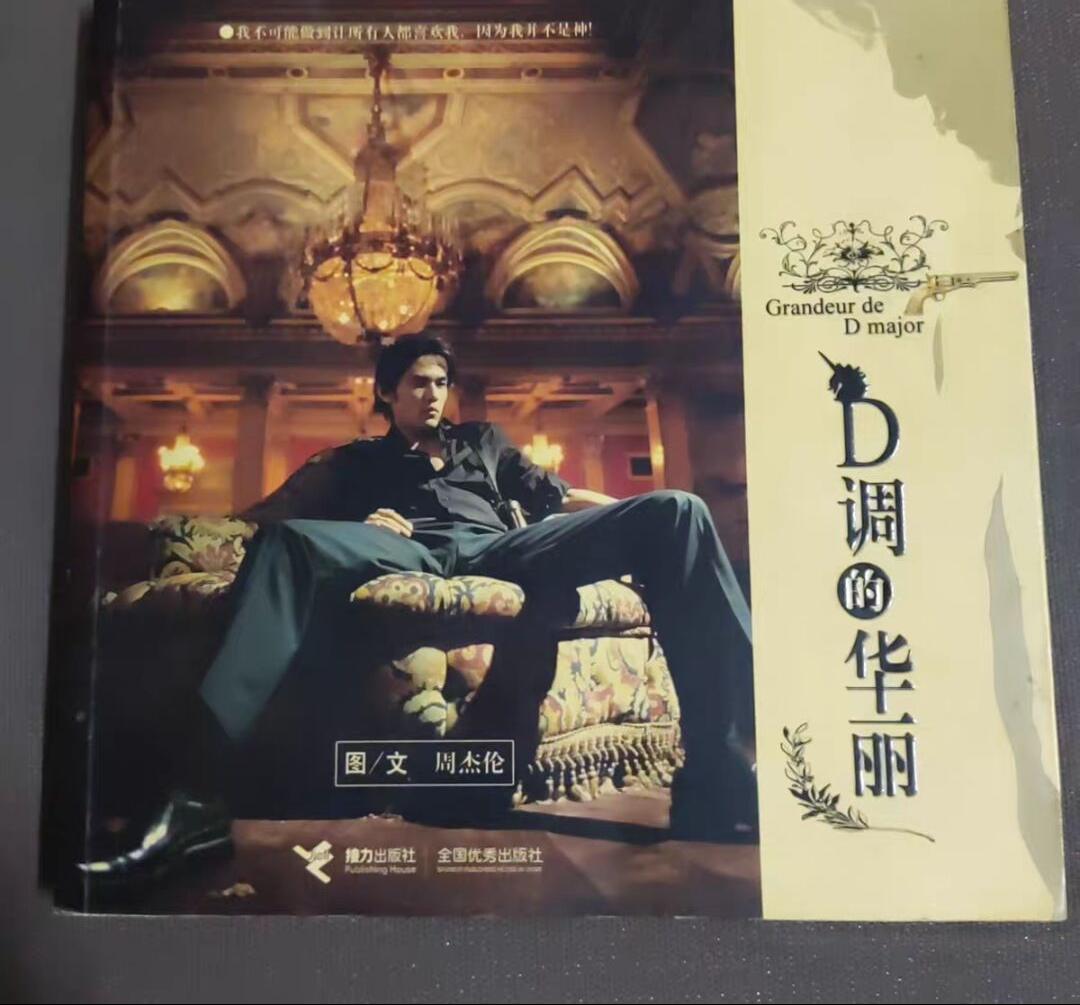 ●我不可能做到让所有人都喜欢我，因为我并不是神!
Grandeur de
D major
D调的华丽
图/文 周杰伦
接力出版社
Publishing House
全国优秀出版社